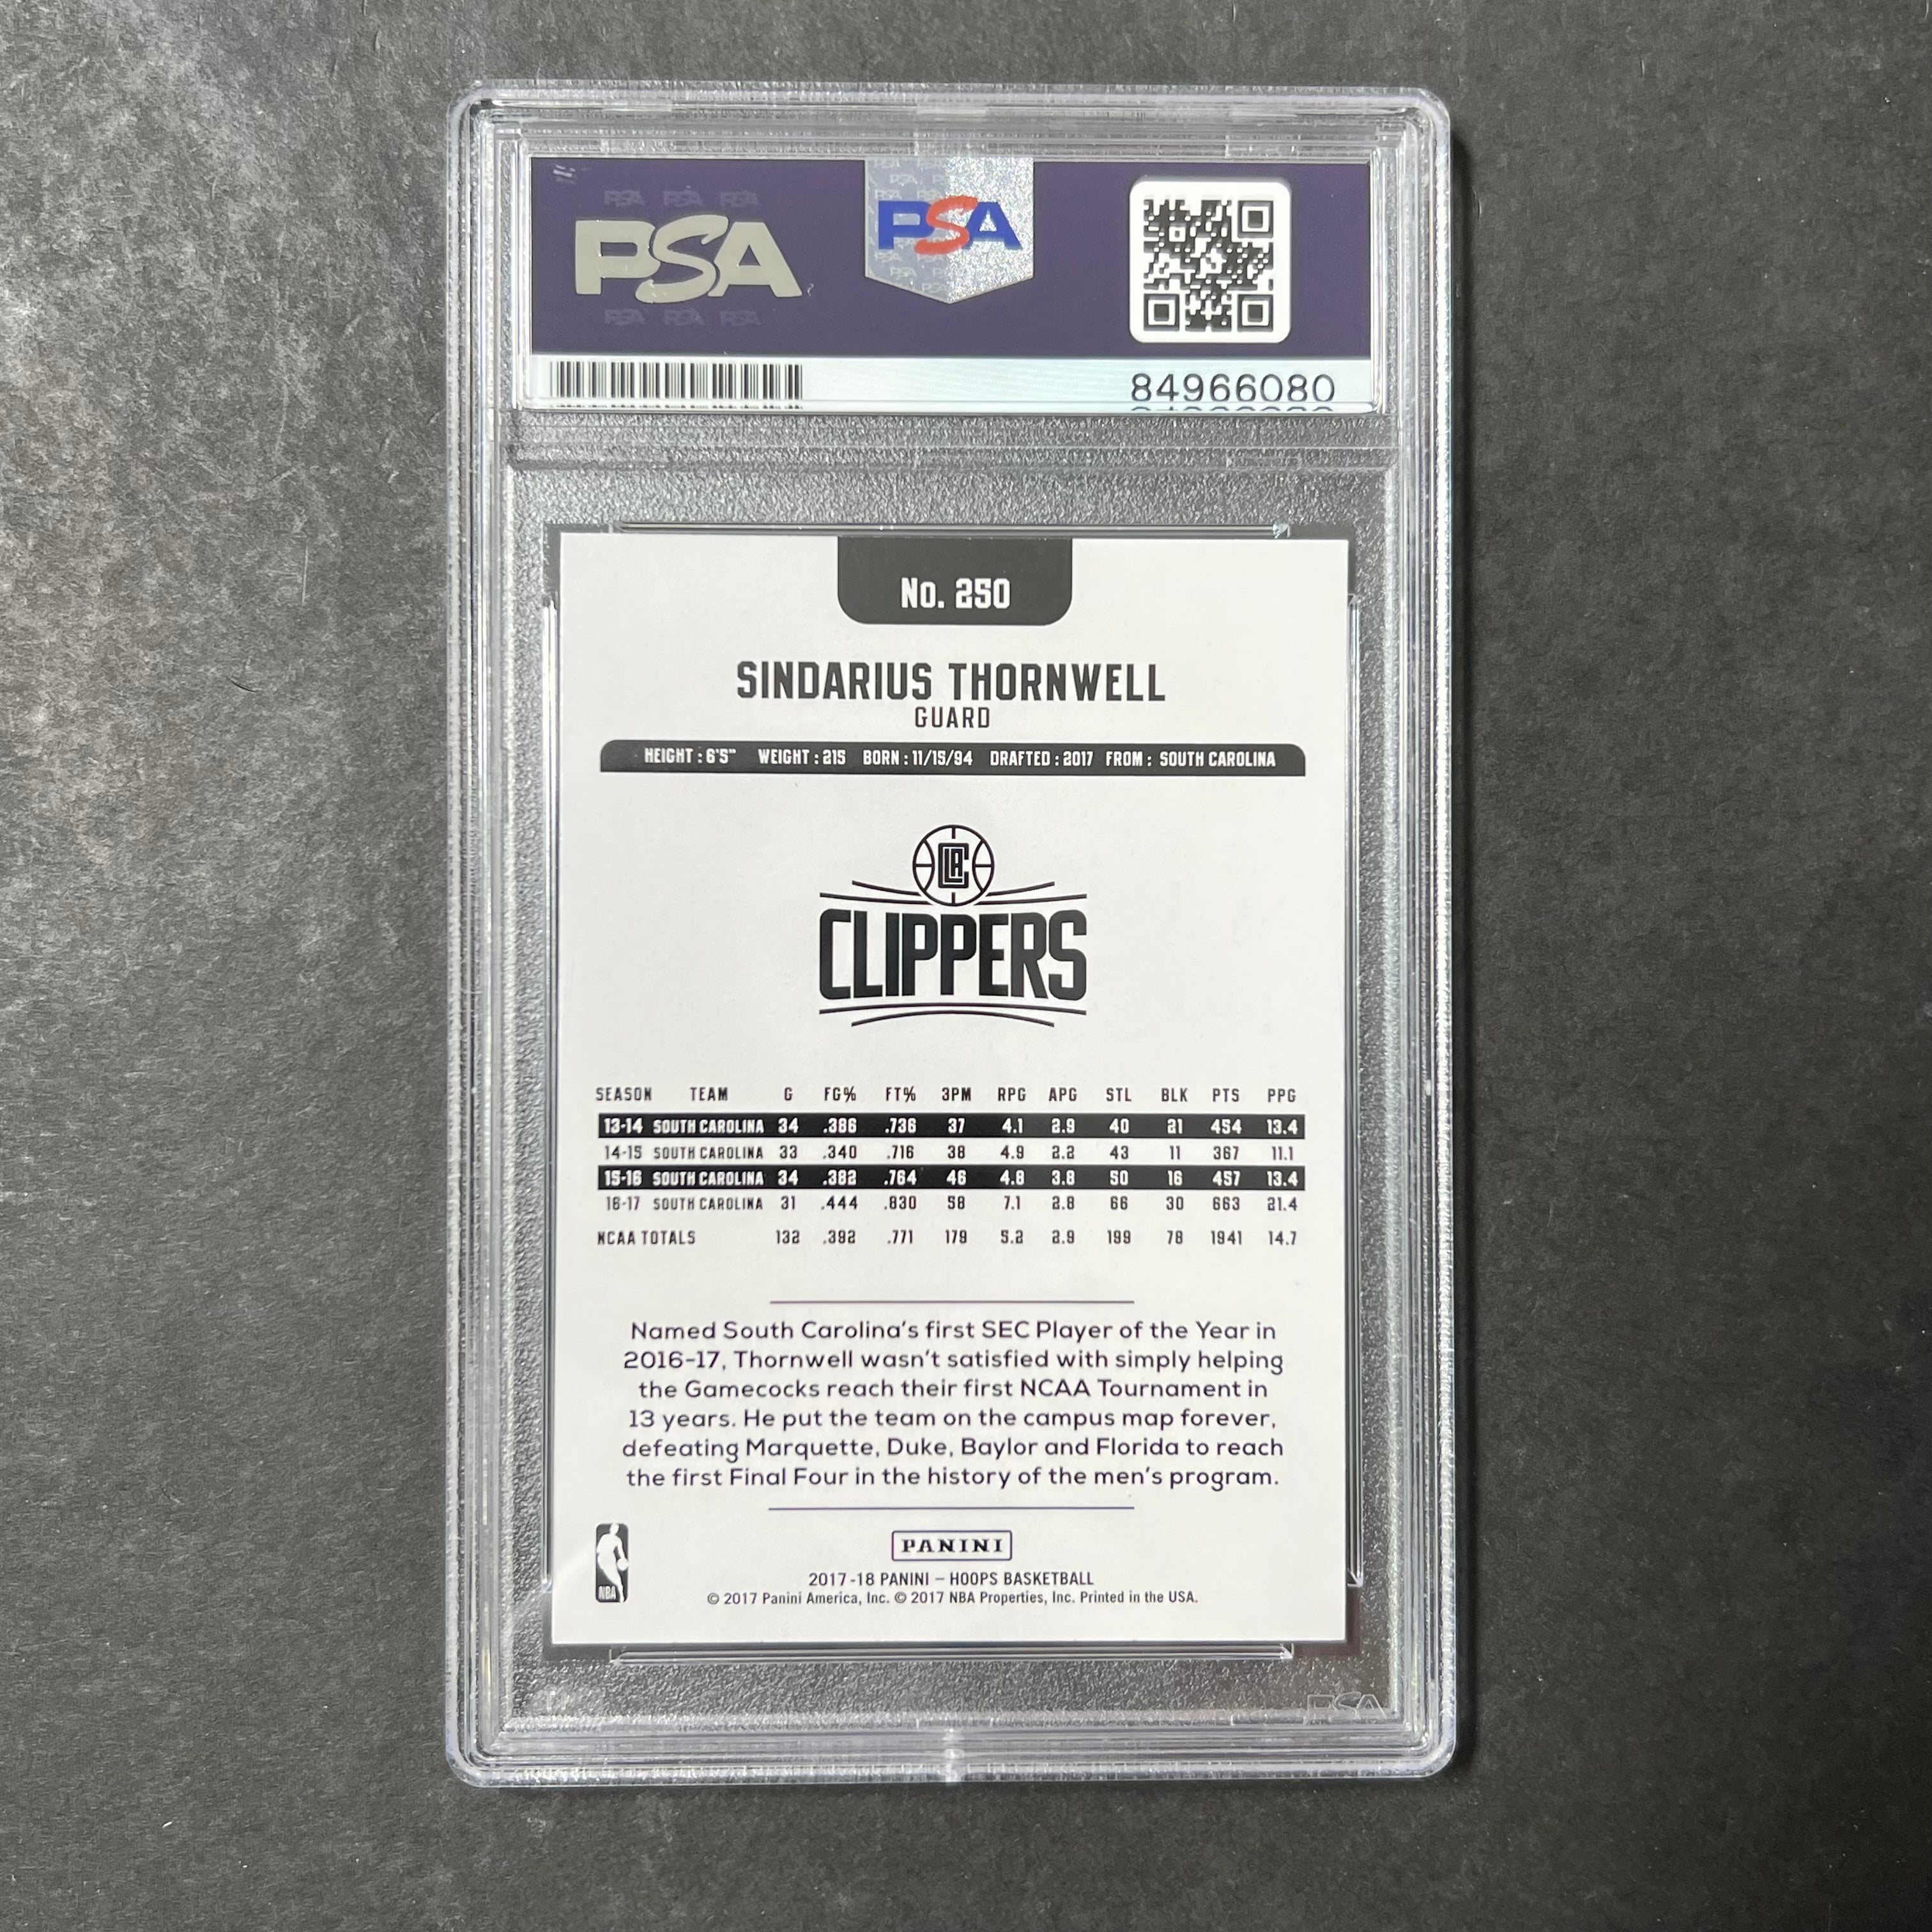 PSA PSA PSA
PSA
PSA PSA PSA
PSA
84966080
No. 250
SINDARIUS THORNWELL
GUARD
HEIGHT : 6'5" WEIGHT : 215 BORN : 11/15/94 DRAFTED : 2017 FROM : SOUTH CAROLINA
LAC
CLIPPERS
SEASON TEAM G FG% FT% 3PM RPG APG STL BLK PTS PPG
13-14 SOUTH CAROLINA 34 .386 .736 37 4.1 2.9 40 21 454 13.4
14-15 SOUTH CAROLINA 33 .340 .716 38 4.9 2.2 43 11 367 11.1
15-16 SOUTH CAROLINA 34 .382 .764 46 4.8 3.8 50 16 457 13.4
16-17 SOUTH CAROLINA 31 .444 .830 58 7.1 2.8 66 30 663 21.4
NCAA TOTALS 132 .392 .771 179 5.2 2.9 199 78 1941 14.7
Named South Carolina's first SEC Player of the Year in
2016-17, Thornwell wasn't satisfied with simply helping
the Gamecocks reach their first NCAA Tournament in
13 years. He put the team on the campus map forever,
defeating Marquette, Duke, Baylor and Florida to reach
the first Final Four in the history of the men's program.
NBA
PANINI
2017-18 PANINI – HOOPS BASKETBALL
© 2017 Panini America, Inc. © 2017 NBA Properties, Inc. Printed in the USA.
PSA